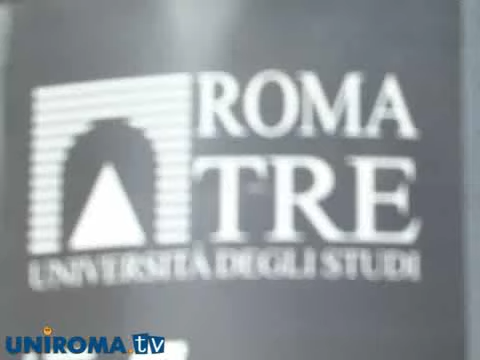 ROMA
TRE
UNIVERSITÀ DEGLI STUDI
UNIROMA.tv